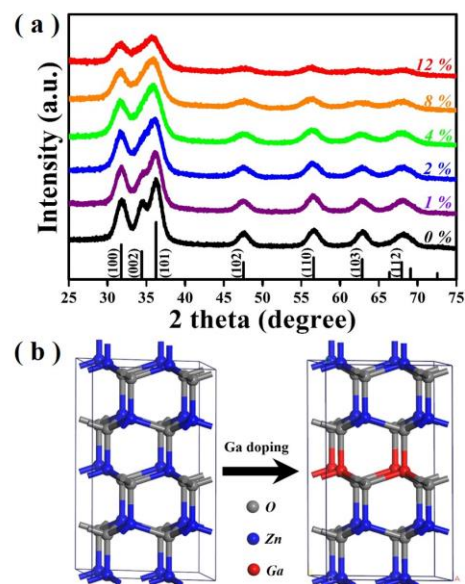 ( a )
Intensity (a.u.)
12 %
8 %
4 %
2 %
1 %
0 %
(100)
(002)
(101)
(102)
(110)
(103)
(112)
25 30 35 40 45 50 55 60 65 70 75
2 theta (degree)
( b )
Ga doping
O
Zn
Ga